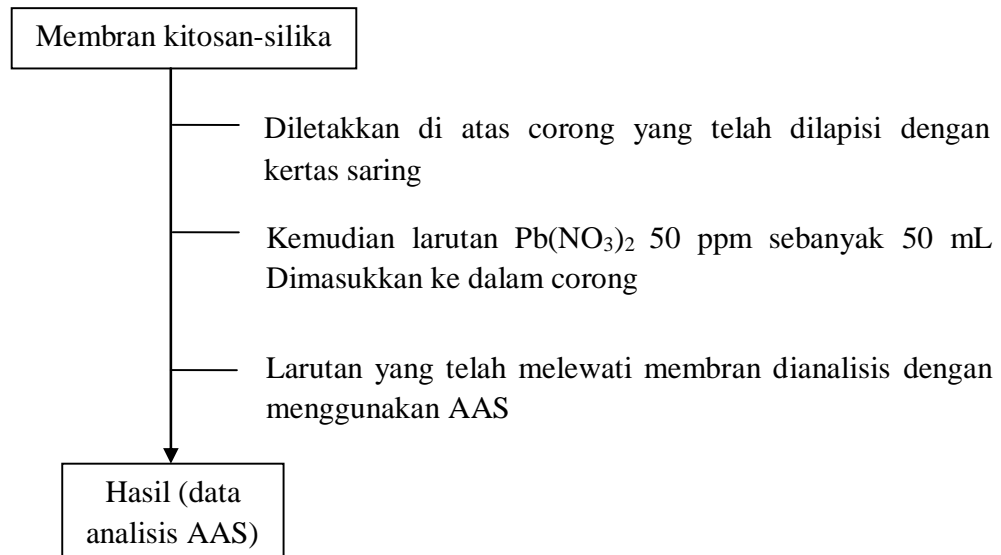 Membran kitosan-silika
Diletakkan di atas corong yang telah dilapisi dengan
kertas saring
Kemudian larutan Pb(NO₃)₂ 50 ppm sebanyak 50 mL
Dimasukkan ke dalam corong
Larutan yang telah melewati membran dianalisis dengan
menggunakan AAS
Hasil (data
analisis AAS)